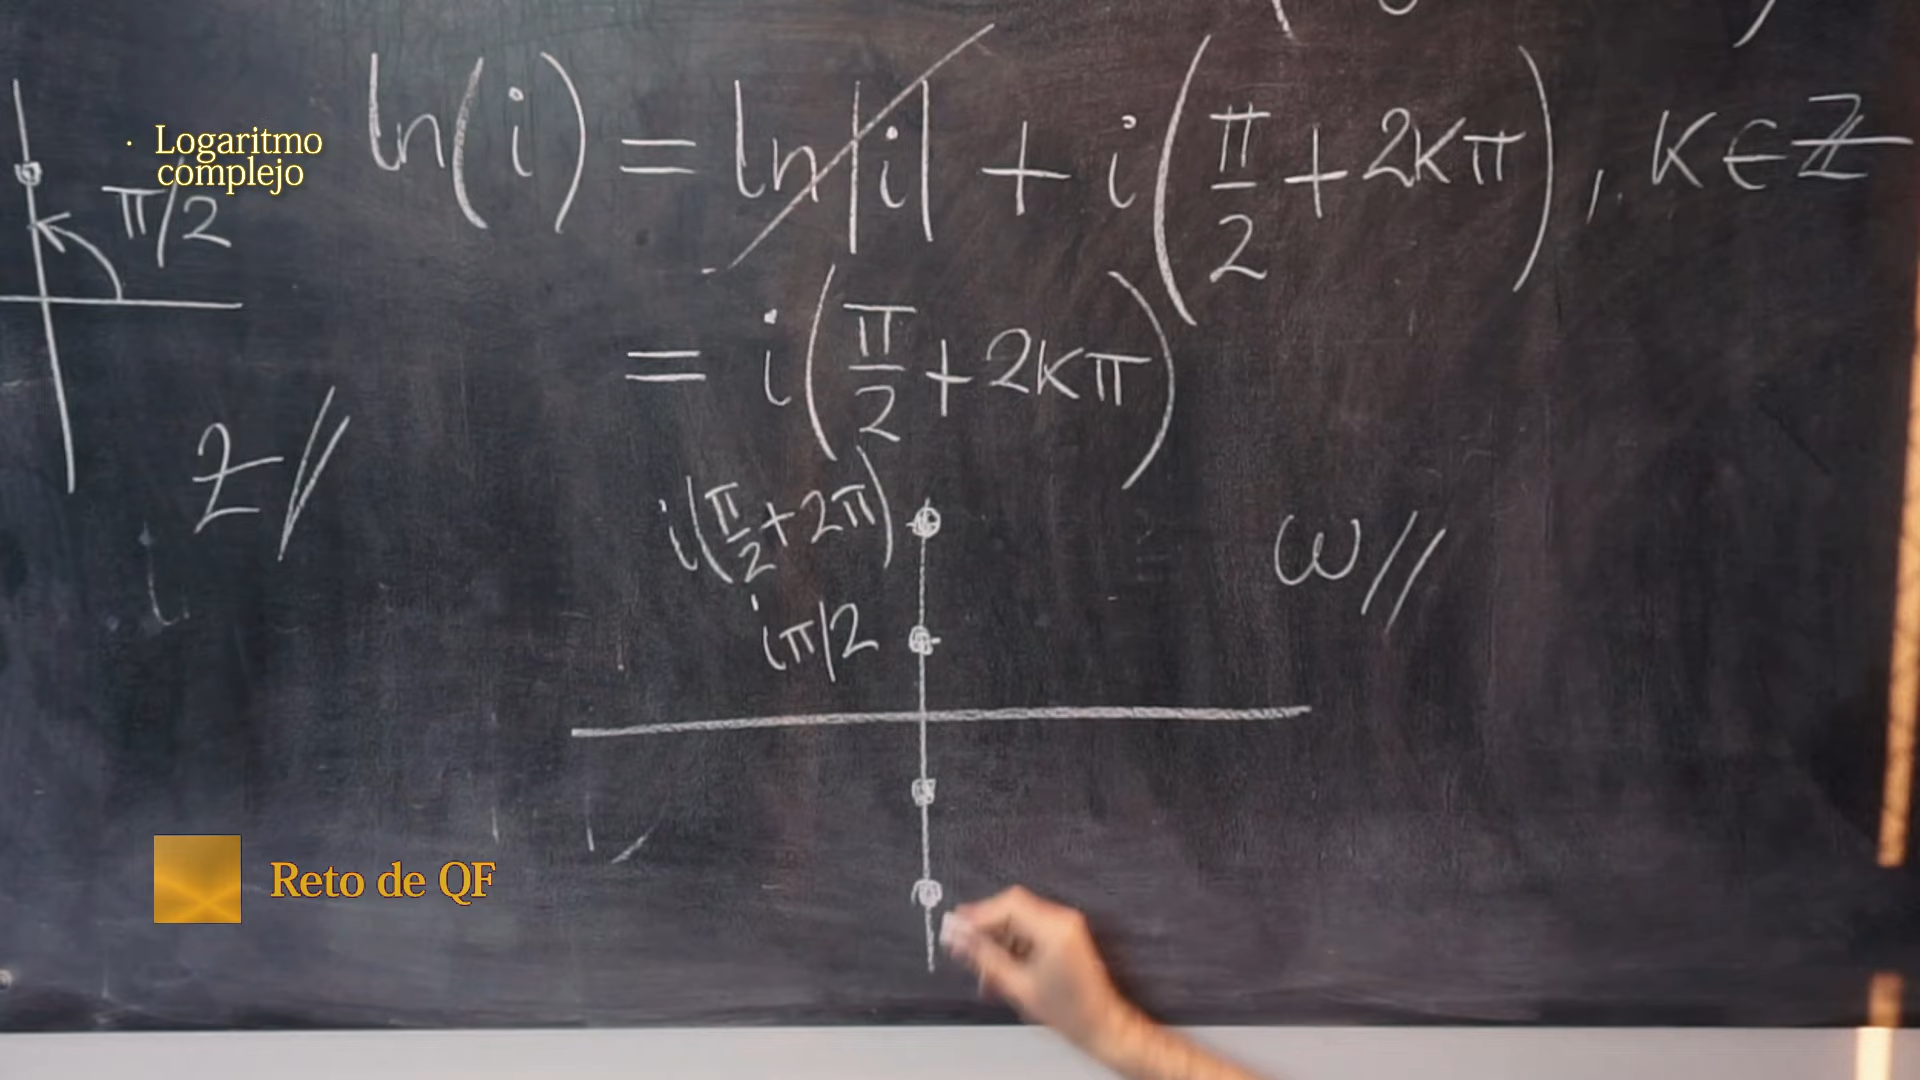 · Logaritmo
complejo
π/2
ln(i) = ln|i| + i(π/2 + 2kπ), k∈Z
= i(π/2 + 2kπ)
z//
i(π/2 + 2π)
iπ/2
ω//
Reto de QF